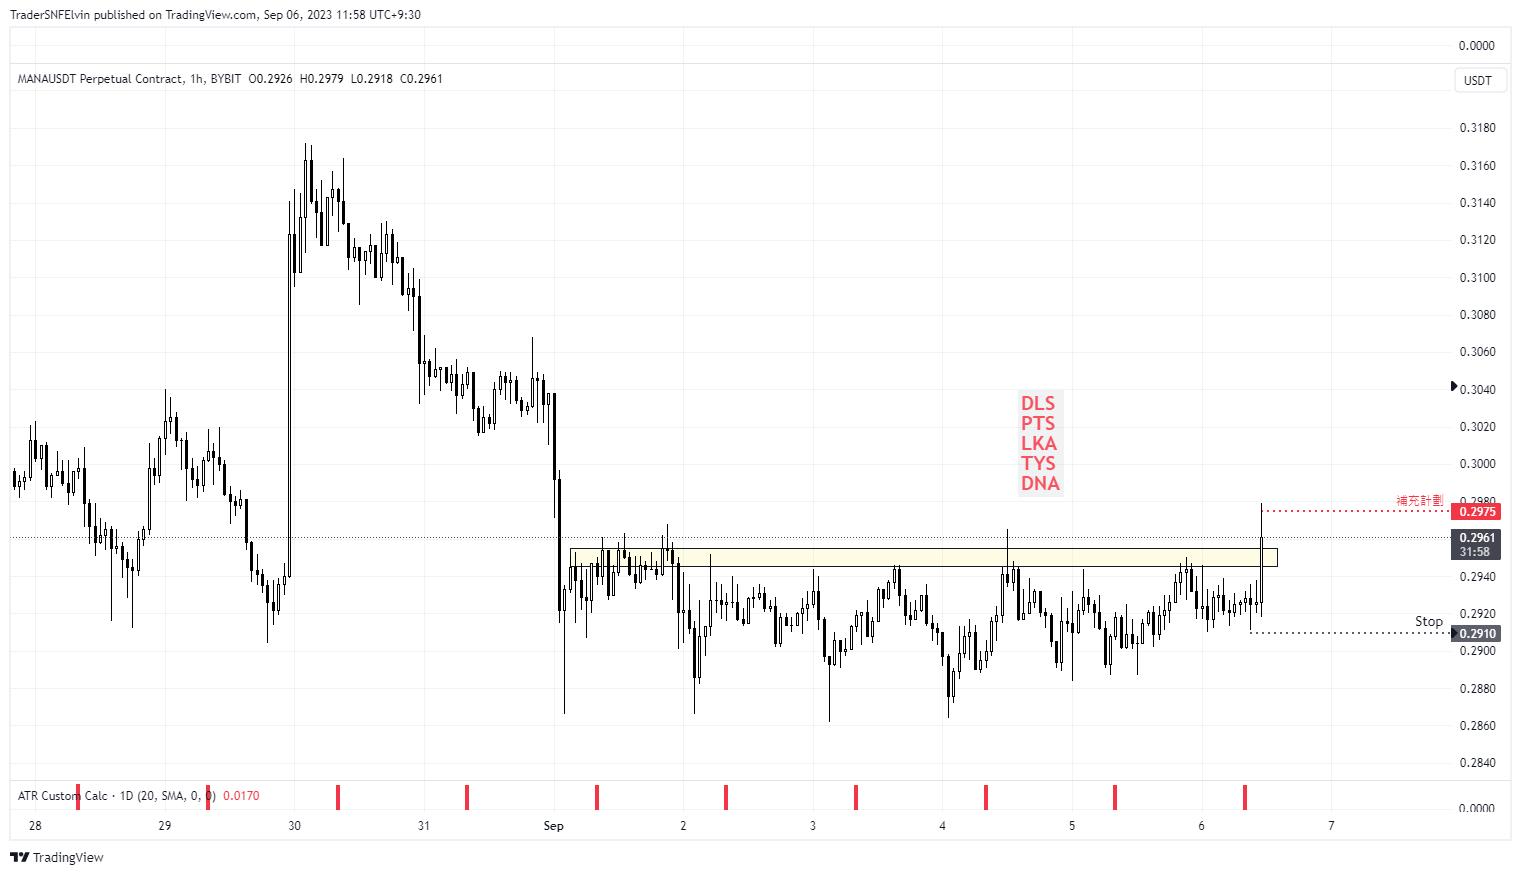 TraderSNFElvin published on TradingView.com, Sep 06, 2023 11:58 UTC+9:30
0.0000
MANAUSDT Perpetual Contract, 1h, BYBIT O0.2926 H0.2979 L0.2918 C0.2961
USDT
0.3180
0.3160
0.3140
0.3120
0.3100
0.3080
0.3060
0.3040
DLS
PTS
LKA
TYS
DNA
0.3020
0.3000
0.2980
補充計劃
0.2975
0.2961
31:58
0.2940
0.2920
Stop
0.2910
0.2900
0.2880
0.2860
0.2840
ATR Custom Calc · 1D (20, SMA, 0, 0) 0.0170
0.0000
28 29 30 31 Sep 2 3 4 5 6 7
TradingView